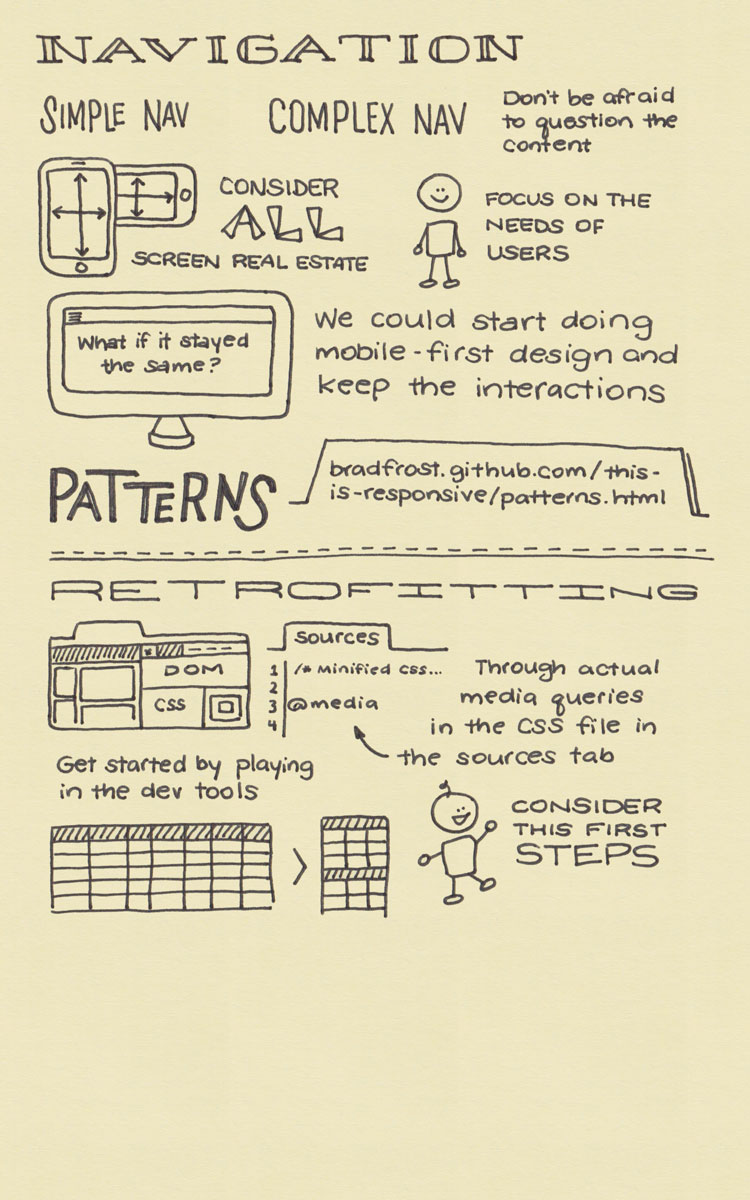 NAVIGATION
SIMPLE NAV
COMPLEX NAV
Don't be afraid
to question the
content
CONSIDER
ALL
SCREEN REAL ESTATE
FOCUS ON THE
NEEDS OF
USERS
What if it stayed
the same?
We could start doing
mobile-first design and
keep the interactions
PATTERNS
bradfrost.github.com/this-
is-responsive/patterns.html
RETROFITTING
DOM
CSS
sources
1 /* Minified CSS...
2
3 @media
4
Through actual
media queries
in the CSS file in
the sources tab
Get started by playing
in the dev tools
CONSIDER
THIS FIRST
STEPS